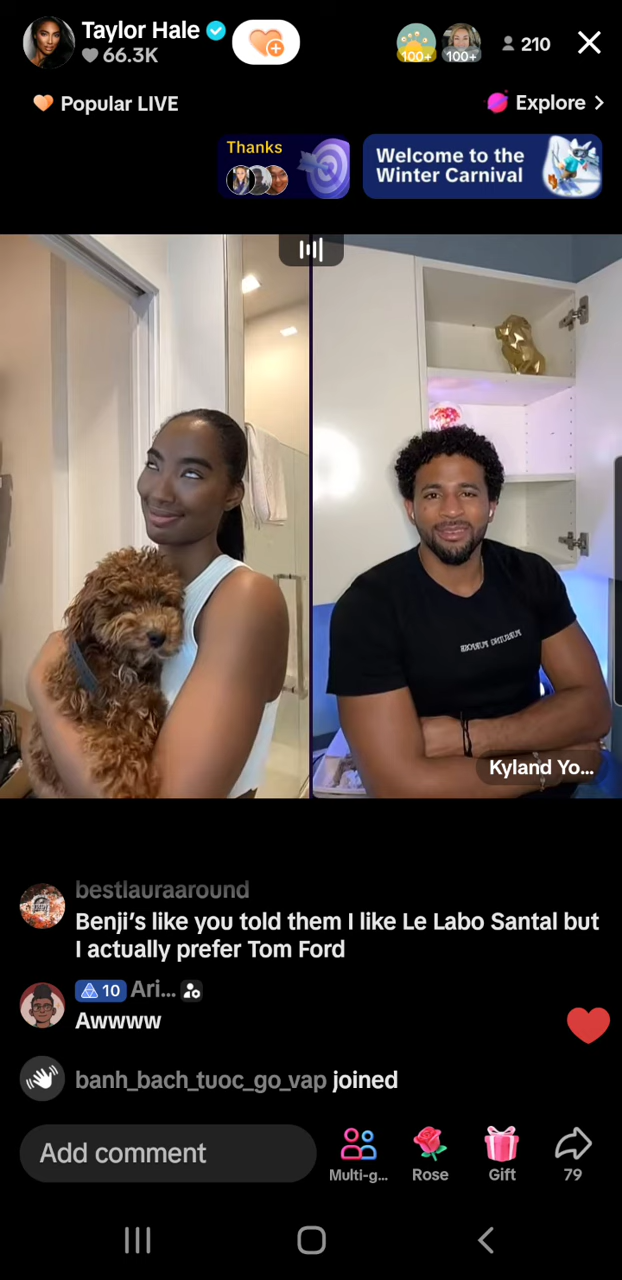 Taylor Hale
66.3K
100+
100+
210
Popular LIVE
Explore
Thanks
Welcome to the
Winter Carnival
Kyland Yo...
bestlauraaround
Benji's like you told them I like Le Labo Santal but
I actually prefer Tom Ford
10 Ari...
Awwww
banh_bach_tuoc_go_vap joined
Add comment
Multi-g...
Rose
Gift
79